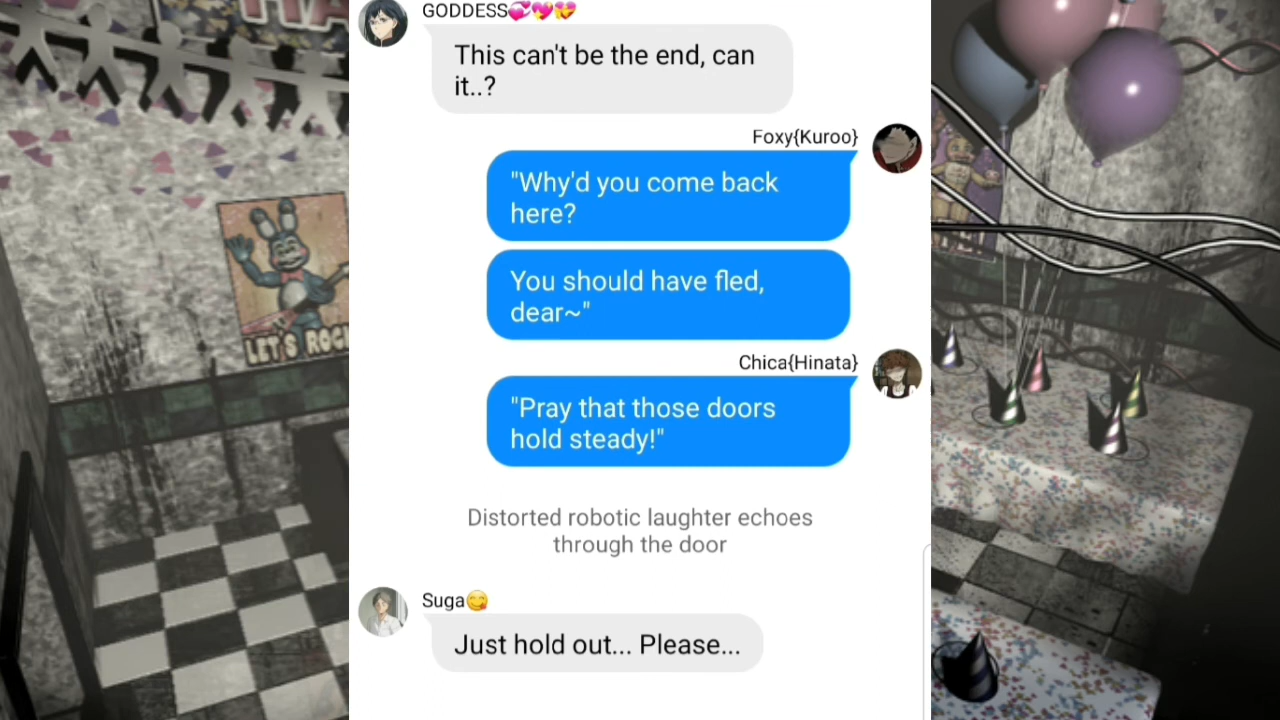 GODDESS💞💖💝
This can't be the end, can
it..?
Foxy{Kuroo}
"Why'd you come back
here?
You should have fled,
dear~"
Chica{Hinata}
"Pray that those doors
hold steady!"
Distorted robotic laughter echoes
through the door
Suga😋
Just hold out... Please...
LET'S ROCK